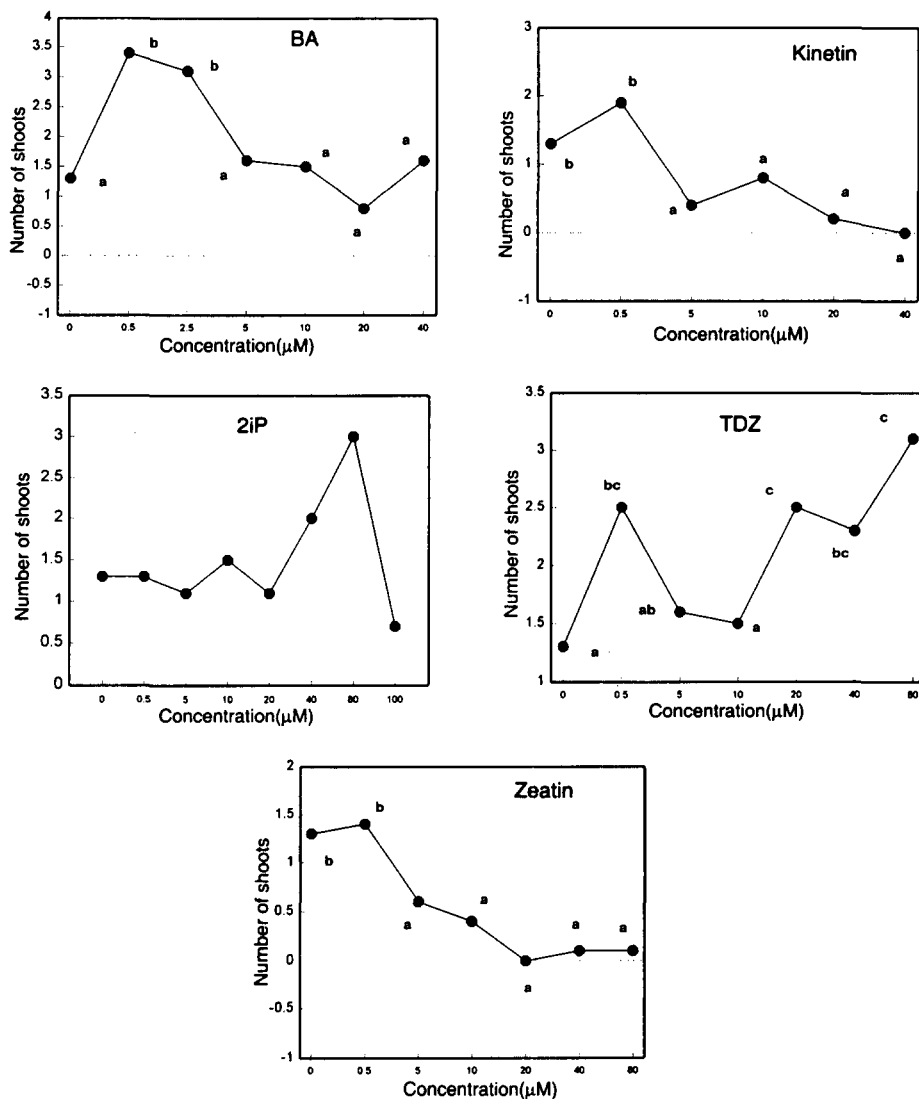 BA
Number of shoots
4
3.5
3
2.5
2
1.5
1
0.5
0
-0.5
-1
b
b
a
a
a
a
a
0 0.5 2.5 5 10 20 40
Concentration(μM)
Kinetin
Number of shoots
3
2
1
0
-1
b
b
a
a
a
a
0 0.5 5 10 20 40
Concentration(μM)
2iP
Number of shoots
3.5
3
2.5
2
1.5
1
0.5
0
0 0.5 5 10 20 40 80 100
Concentration(μM)
TDZ
Number of shoots
3.5
3
2.5
2
1.5
1
a
bc
ab
a
c
bc
c
0 0.5 5 10 20 40 80
Concentration(μM)
Zeatin
Number of shoots
2
1.5
1
0.5
0
-0.5
-1
b
b
a
a
a
a
a
0 0 5 5 10 20 40 80
Concentration(μM)